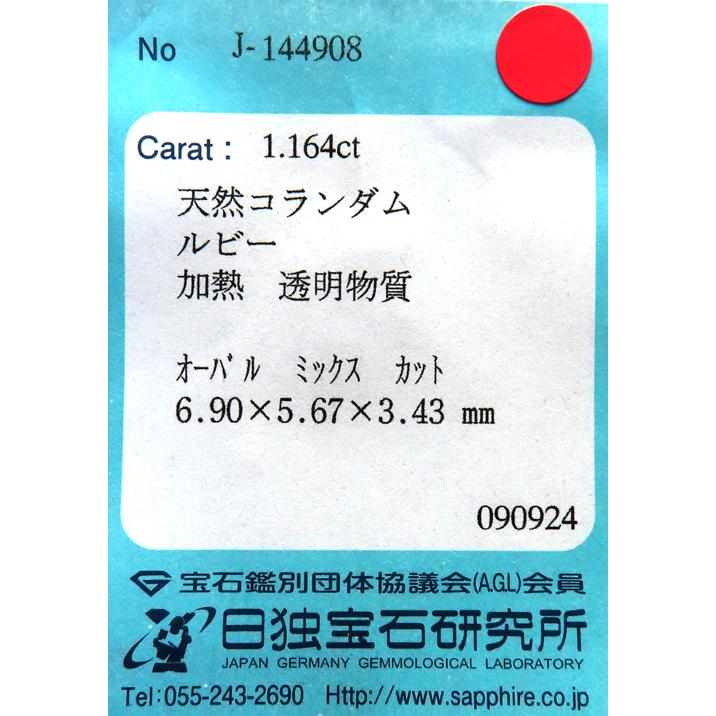 No J-144908
Carat : 1.164ct
天然コランダム
ルビー
加熱 透明物質
ｵｰﾊﾞﾙ ﾐｯｸｽ ｶｯﾄ
6.90×5.67×3.43 mm
090924
宝石鑑別団体協議会(A.G.L)会員
日独宝石研究所
JAPAN GERMANY GEMMOLOGICAL LABORATORY
Tel:055-243-2690 Http://www.sapphire.co.jp